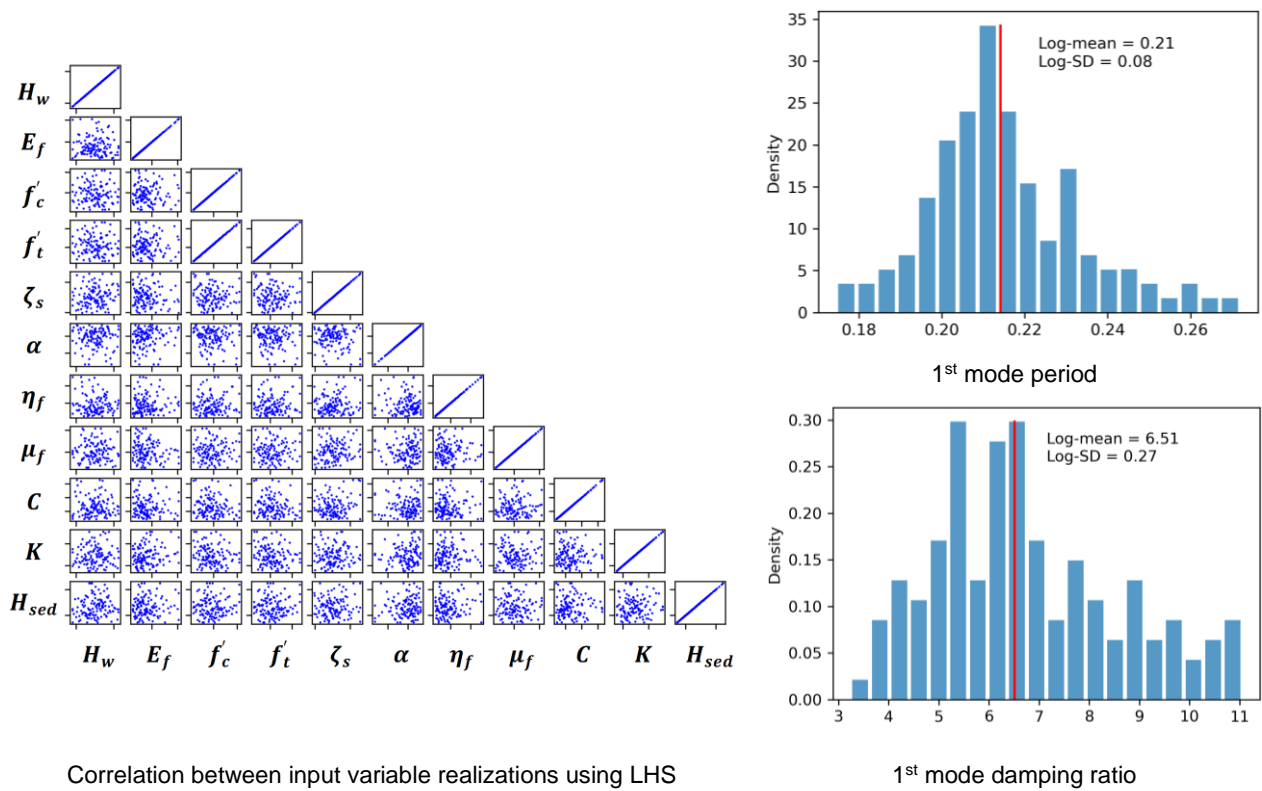 H_w
E_f
f'_c
f'_t
ζ_s
α
η_f
μ_f
C
K
H_sed
H_w E_f f'_c f'_t ζ_s α η_f μ_f C K H_sed
Correlation between input variable realizations using LHS
35
30
25
20
15
10
5
0
Density
Log-mean = 0.21
Log-SD = 0.08
0.18 0.20 0.22 0.24 0.26
1st mode period
0.30
0.25
0.20
0.15
0.10
0.05
0.00
Density
Log-mean = 6.51
Log-SD = 0.27
3 4 5 6 7 8 9 10 11
1st mode damping ratio